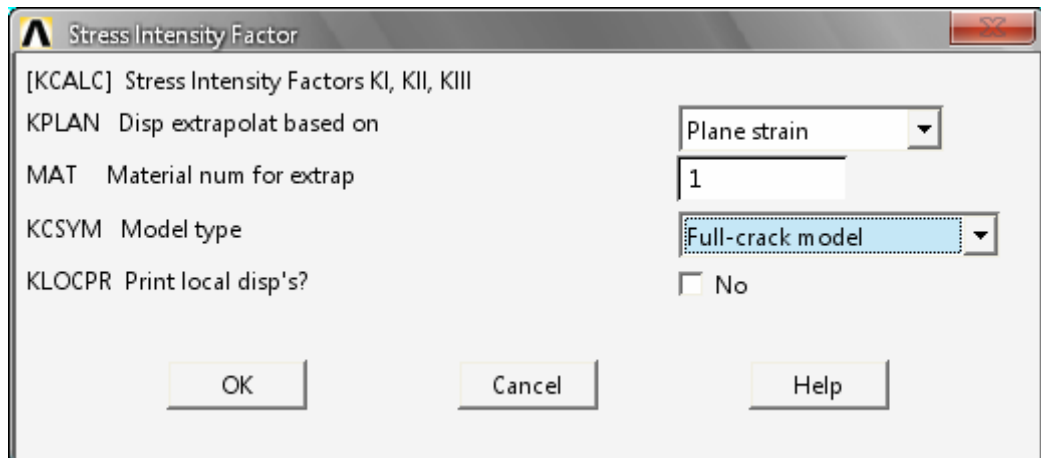 Stress Intensity Factor
[KCALC] Stress Intensity Factors KI, KII, KIII
KPLAN Disp extrapolat based on Plane strain
MAT Material num for extrap 1
KCSYM Model type Full-crack model
KLOCPR Print local disp's? No
OK Cancel Help